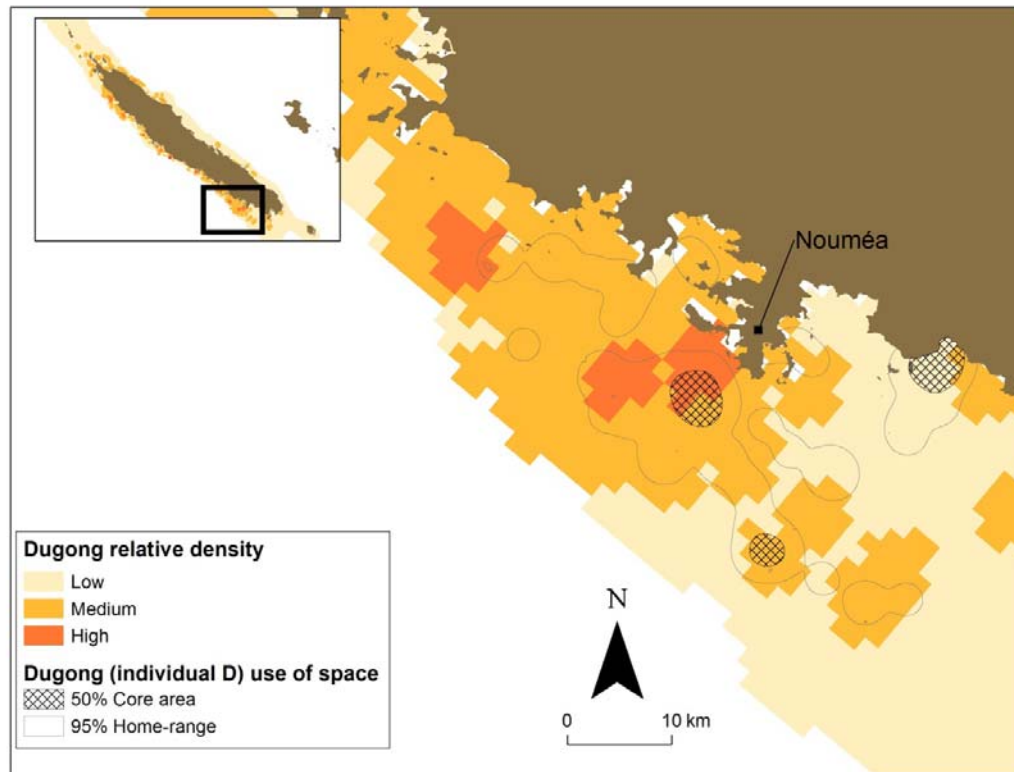 Nouméa
Dugong relative density
Low
Medium
High
Dugong (individual D) use of space
50% Core area
95% Home-range
N
0 10 km